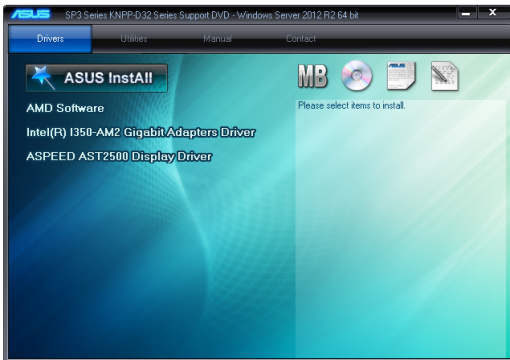 ASUS SP3 Series KNPP-D32 Series Support DVD - Windows Server 2012 R2 64 bit
Drivers Utilities Manual Contact
ASUS InstAll
MB
AMD Software
Please select items to install.
Intel(R) I350-AM2 Gigabit Adapters Driver
ASPEED AST2500 Display Driver